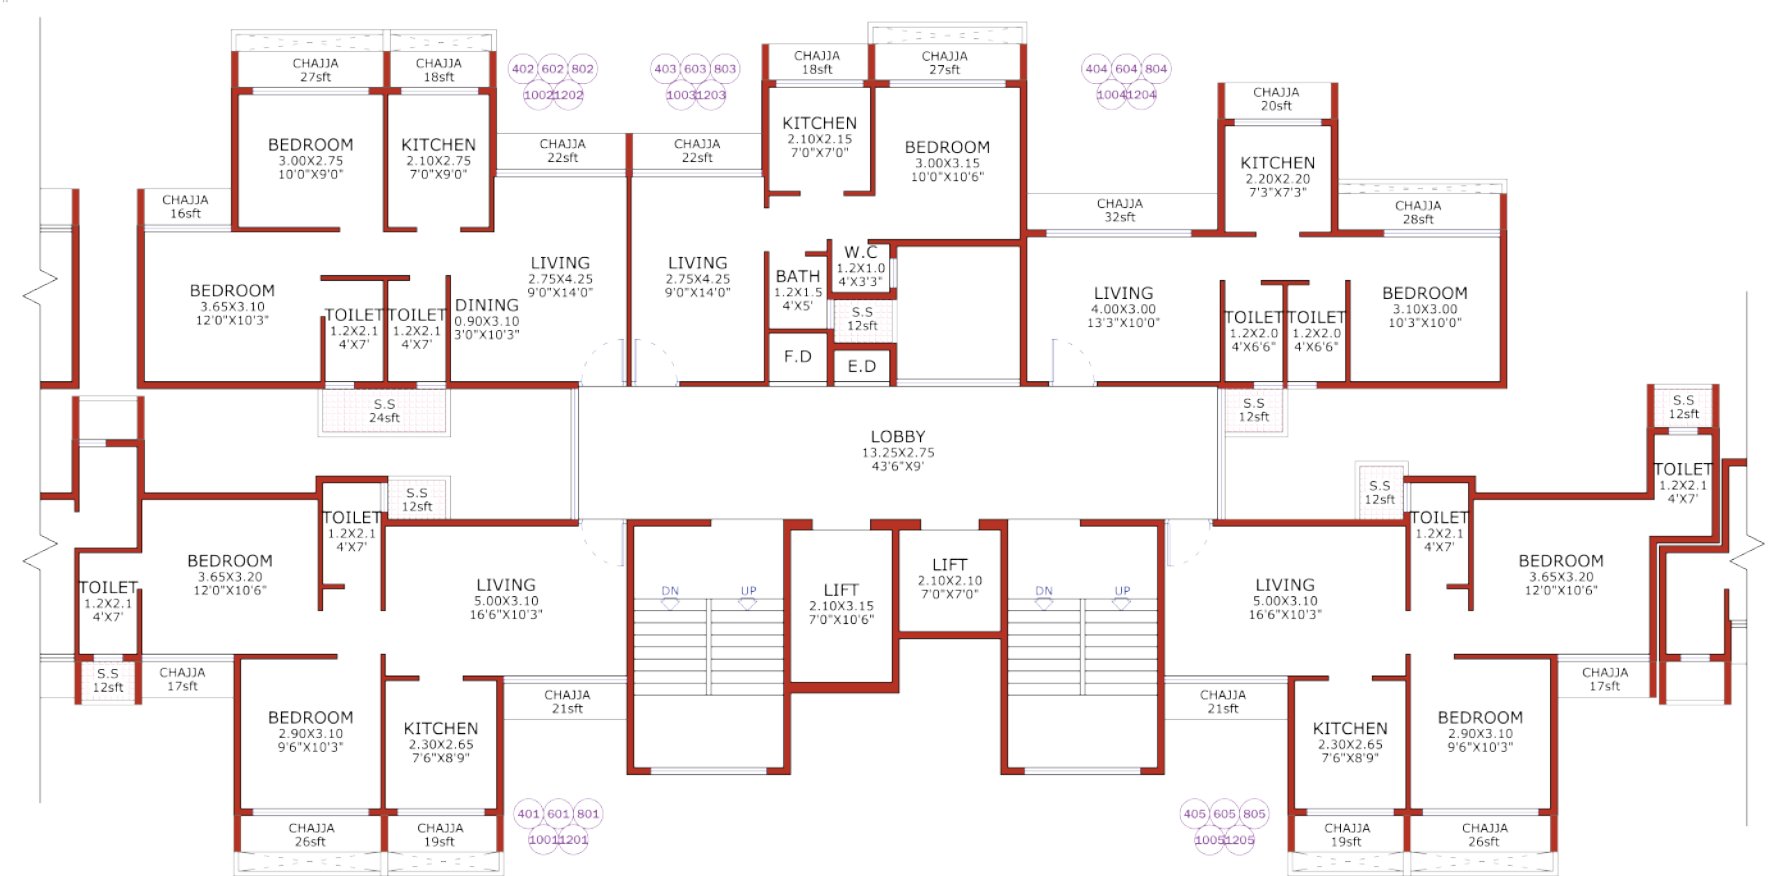 CHAJJA
27sft
CHAJJA
18sft
402 602 802
1002 1202
403 603 803
1003 1203
CHAJJA
18sft
CHAJJA
27sft
404 604 804
1004 1204
CHAJJA
20sft
BEDROOM
3.00X2.75
10'0"X9'0"
KITCHEN
2.10X2.75
7'0"X9'0"
CHAJJA
22sft
CHAJJA
22sft
KITCHEN
2.10X2.15
7'0"X7'0"
BEDROOM
3.00X3.15
10'0"X10'6"
KITCHEN
2.20X2.20
7'3"X7'3"
CHAJJA
16sft
CHAJJA
32sft
CHAJJA
28sft
BEDROOM
3.65X3.10
12'0"X10'3"
TOILET
1.2X2.1
4'X7'
TOILET
1.2X2.1
4'X7'
DINING
0.90X3.10
3'0"X10'3"
LIVING
2.75X4.25
9'0"X14'0"
LIVING
2.75X4.25
9'0"X14'0"
BATH
1.2X1.5
4'X5'
W.C
1.2X1.0
4'X3'3"
S.S
12sft
F.D
E.D
LIVING
4.00X3.00
13'3"X10'0"
TOILET
1.2X2.0
4'X6'6"
TOILET
1.2X2.0
4'X6'6"
BEDROOM
3.10X3.00
10'3"X10'0"
S.S
24sft
S.S
12sft
S.S
12sft
LOBBY
13.25X2.75
43'6"X9'
S.S
12sft
S.S
12sft
TOILET
1.2X2.1
4'X7'
TOILET
1.2X2.1
4'X7'
TOILET
1.2X2.1
4'X7'
BEDROOM
3.65X3.20
12'0"X10'6"
TOILET
1.2X2.1
4'X7'
LIVING
5.00X3.10
16'6"X10'3"
DN
UP
LIFT
2.10X3.15
7'0"X10'6"
LIFT
2.10X2.10
7'0"X7'0"
DN
UP
LIVING
5.00X3.10
16'6"X10'3"
BEDROOM
3.65X3.20
12'0"X10'6"
S.S
12sft
CHAJJA
17sft
CHAJJA
17sft
BEDROOM
2.90X3.10
9'6"X10'3"
KITCHEN
2.30X2.65
7'6"X8'9"
CHAJJA
21sft
CHAJJA
21sft
KITCHEN
2.30X2.65
7'6"X8'9"
BEDROOM
2.90X3.10
9'6"X10'3"
CHAJJA
26sft
CHAJJA
19sft
401 601 801
1001 1201
405 605 805
1005 1205
CHAJJA
19sft
CHAJJA
26sft